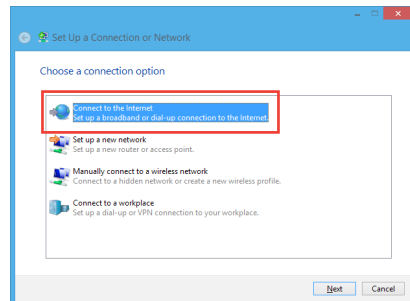 Set Up a Connection or Network
Choose a connection option
Connect to the Internet
Set up a broadband or dial-up connection to the Internet.
Set up a new network
Set up a new router or access point.
Manually connect to a wireless network
Connect to a hidden network or create a new wireless profile.
Connect to a workplace
Set up a dial-up or VPN connection to your workplace.
Next Cancel